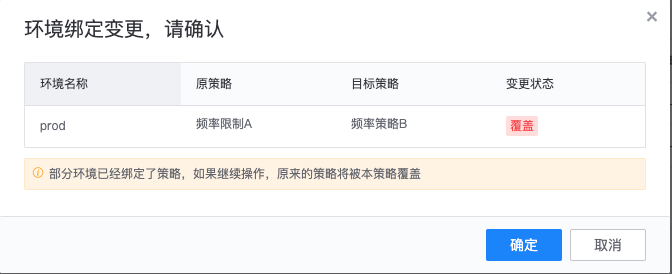 环境绑定变更，请确认
环境名称 原策略 目标策略 变更状态
prod 频率限制A 频率策略B 覆盖
部分环境已经绑定了策略，如果继续操作，原来的策略将被本策略覆盖
确定 取消